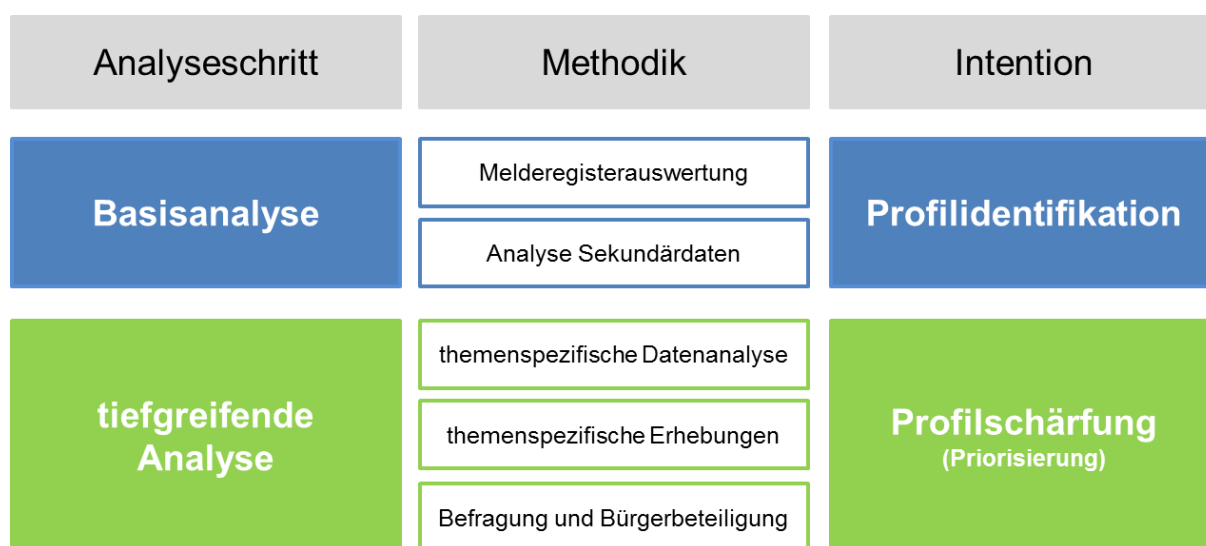 Analyseschritt
Methodik
Intention
Basisanalyse
Melderegisterauswertung
Analyse Sekundärdaten
Profilidentifikation
tiefgreifende
Analyse
themenspezifische Datenanalyse
themenspezifische Erhebungen
Befragung und Bürgerbeteiligung
Profilschärfung
(Priorisierung)